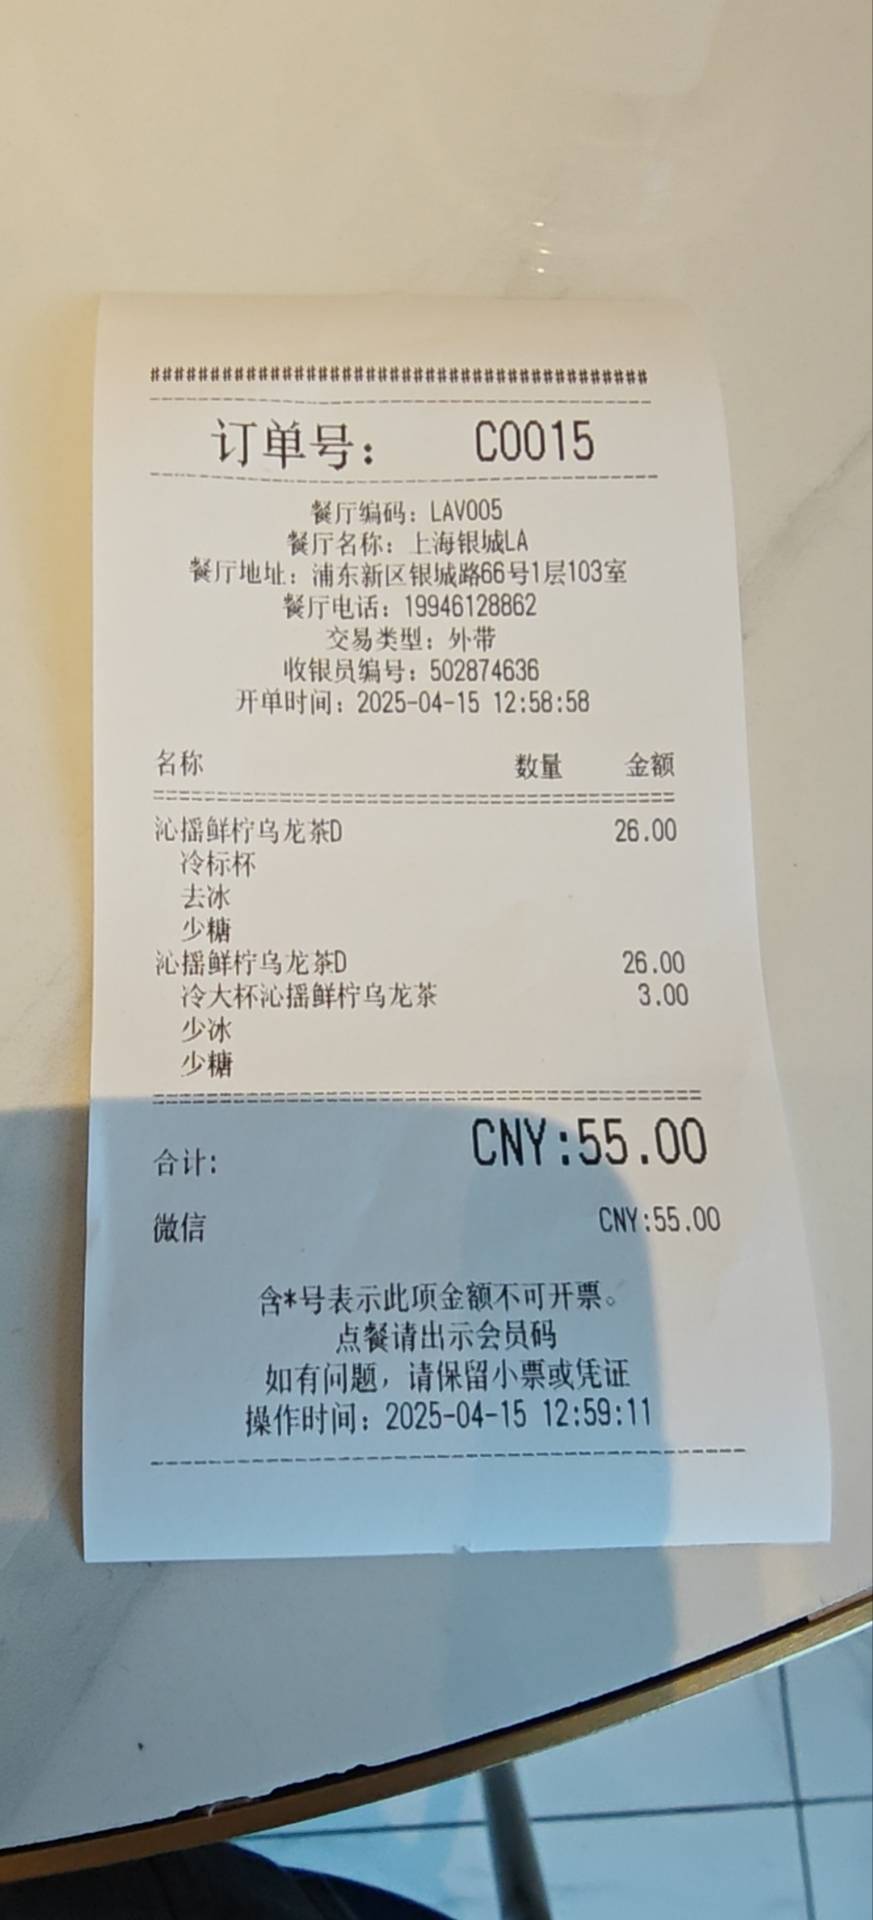 ##########################################
订单号： C0015
餐厅编码：LAV005
餐厅名称：上海银城LA
餐厅地址：浦东新区银城路66号1层103室
餐厅电话：19946128862
交易类型：外带
收银员编号：502874636
开单时间：2025-04-15 12:58:58
名称 数量 金额
沁摇鲜柠乌龙茶D 26.00
冷标杯
去冰
少糖
沁摇鲜柠乌龙茶D 26.00
冷大杯沁摇鲜柠乌龙茶 3.00
少冰
少糖
合计: CNY:55.00
微信 CNY:55.00
含*号表示此项金额不可开票。
点餐请出示会员码
如有问题，请保留小票或凭证
操作时间：2025-04-15 12:59:11